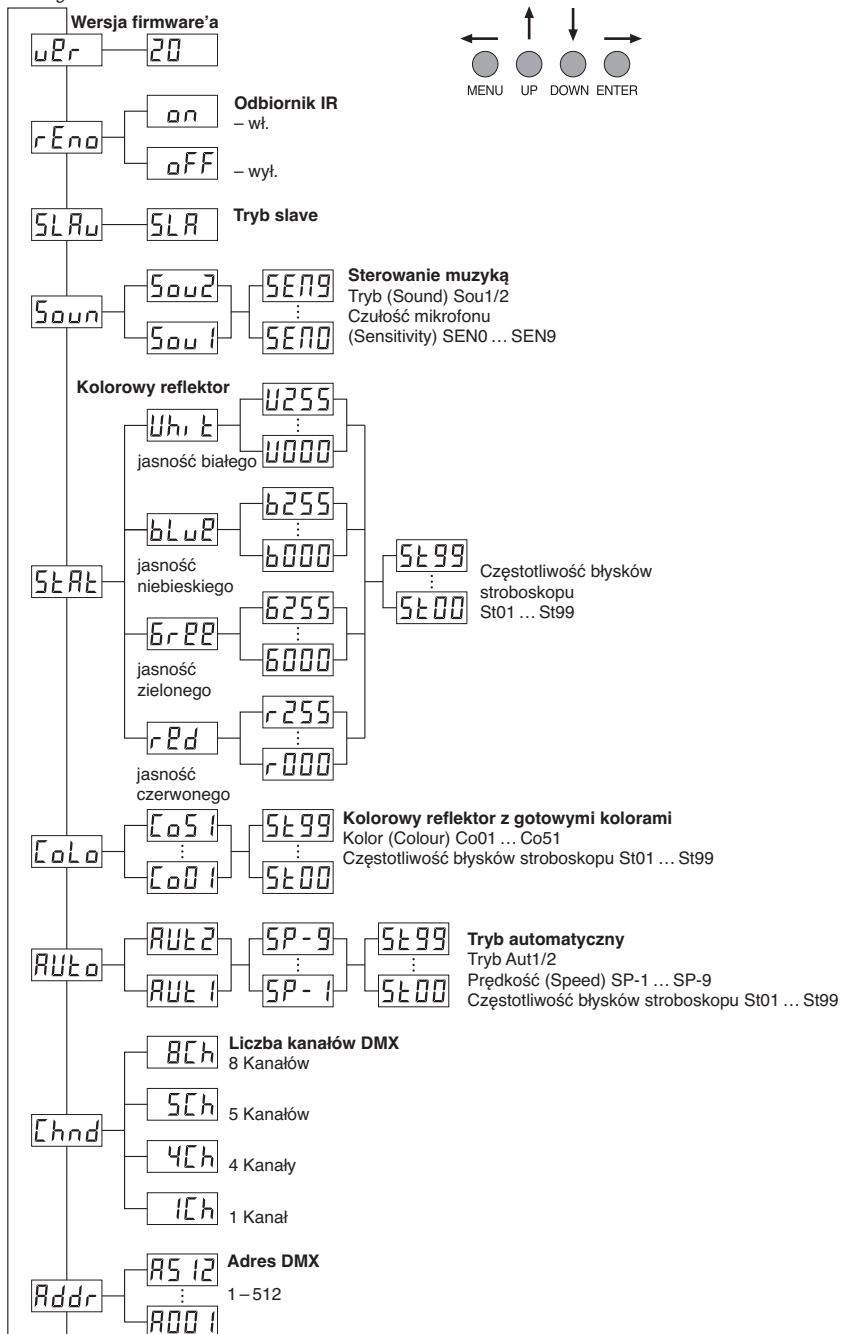 Wersja firmware'a
MENU UP DOWN ENTER
uEr 20
Odbiornik IR
rEno
on
– wł.
oFF
– wył.
SLAu SLA
Tryb slave
Soun
Sou2
Sou1
SEN9
SEN0
Sterowanie muzyką
Tryb (Sound) Sou1/2
Czułość mikrofonu
(Sensitivity) SEN0 … SEN9
Kolorowy reflektor
StAt
Uhit
U255
U000
jasność białego
bLuE
b255
b000
jasność
niebieskiego
GrEE
G255
G000
jasność
zielonego
rEd
r255
r000
jasność
czerwonego
St99
St00
Częstotliwość błysków
stroboskopu
St01 … St99
CoLo
Co51
Co01
St99
St00
Kolorowy reflektor z gotowymi kolorami
Kolor (Colour) Co01 … Co51
Częstotliwość błysków stroboskopu St01 … St99
AUto
AUt2
AUt1
SP-9
SP-1
St99
St00
Tryb automatyczny
Tryb Aut1/2
Prędkość (Speed) SP-1 … SP-9
Częstotliwość błysków stroboskopu St01 … St99
Chnd
Liczba kanałów DMX
8Ch
8 Kanałów
5Ch
5 Kanałów
4Ch
4 Kanały
1Ch
1 Kanał
Addr
A512
A001
Adres DMX
1 – 512